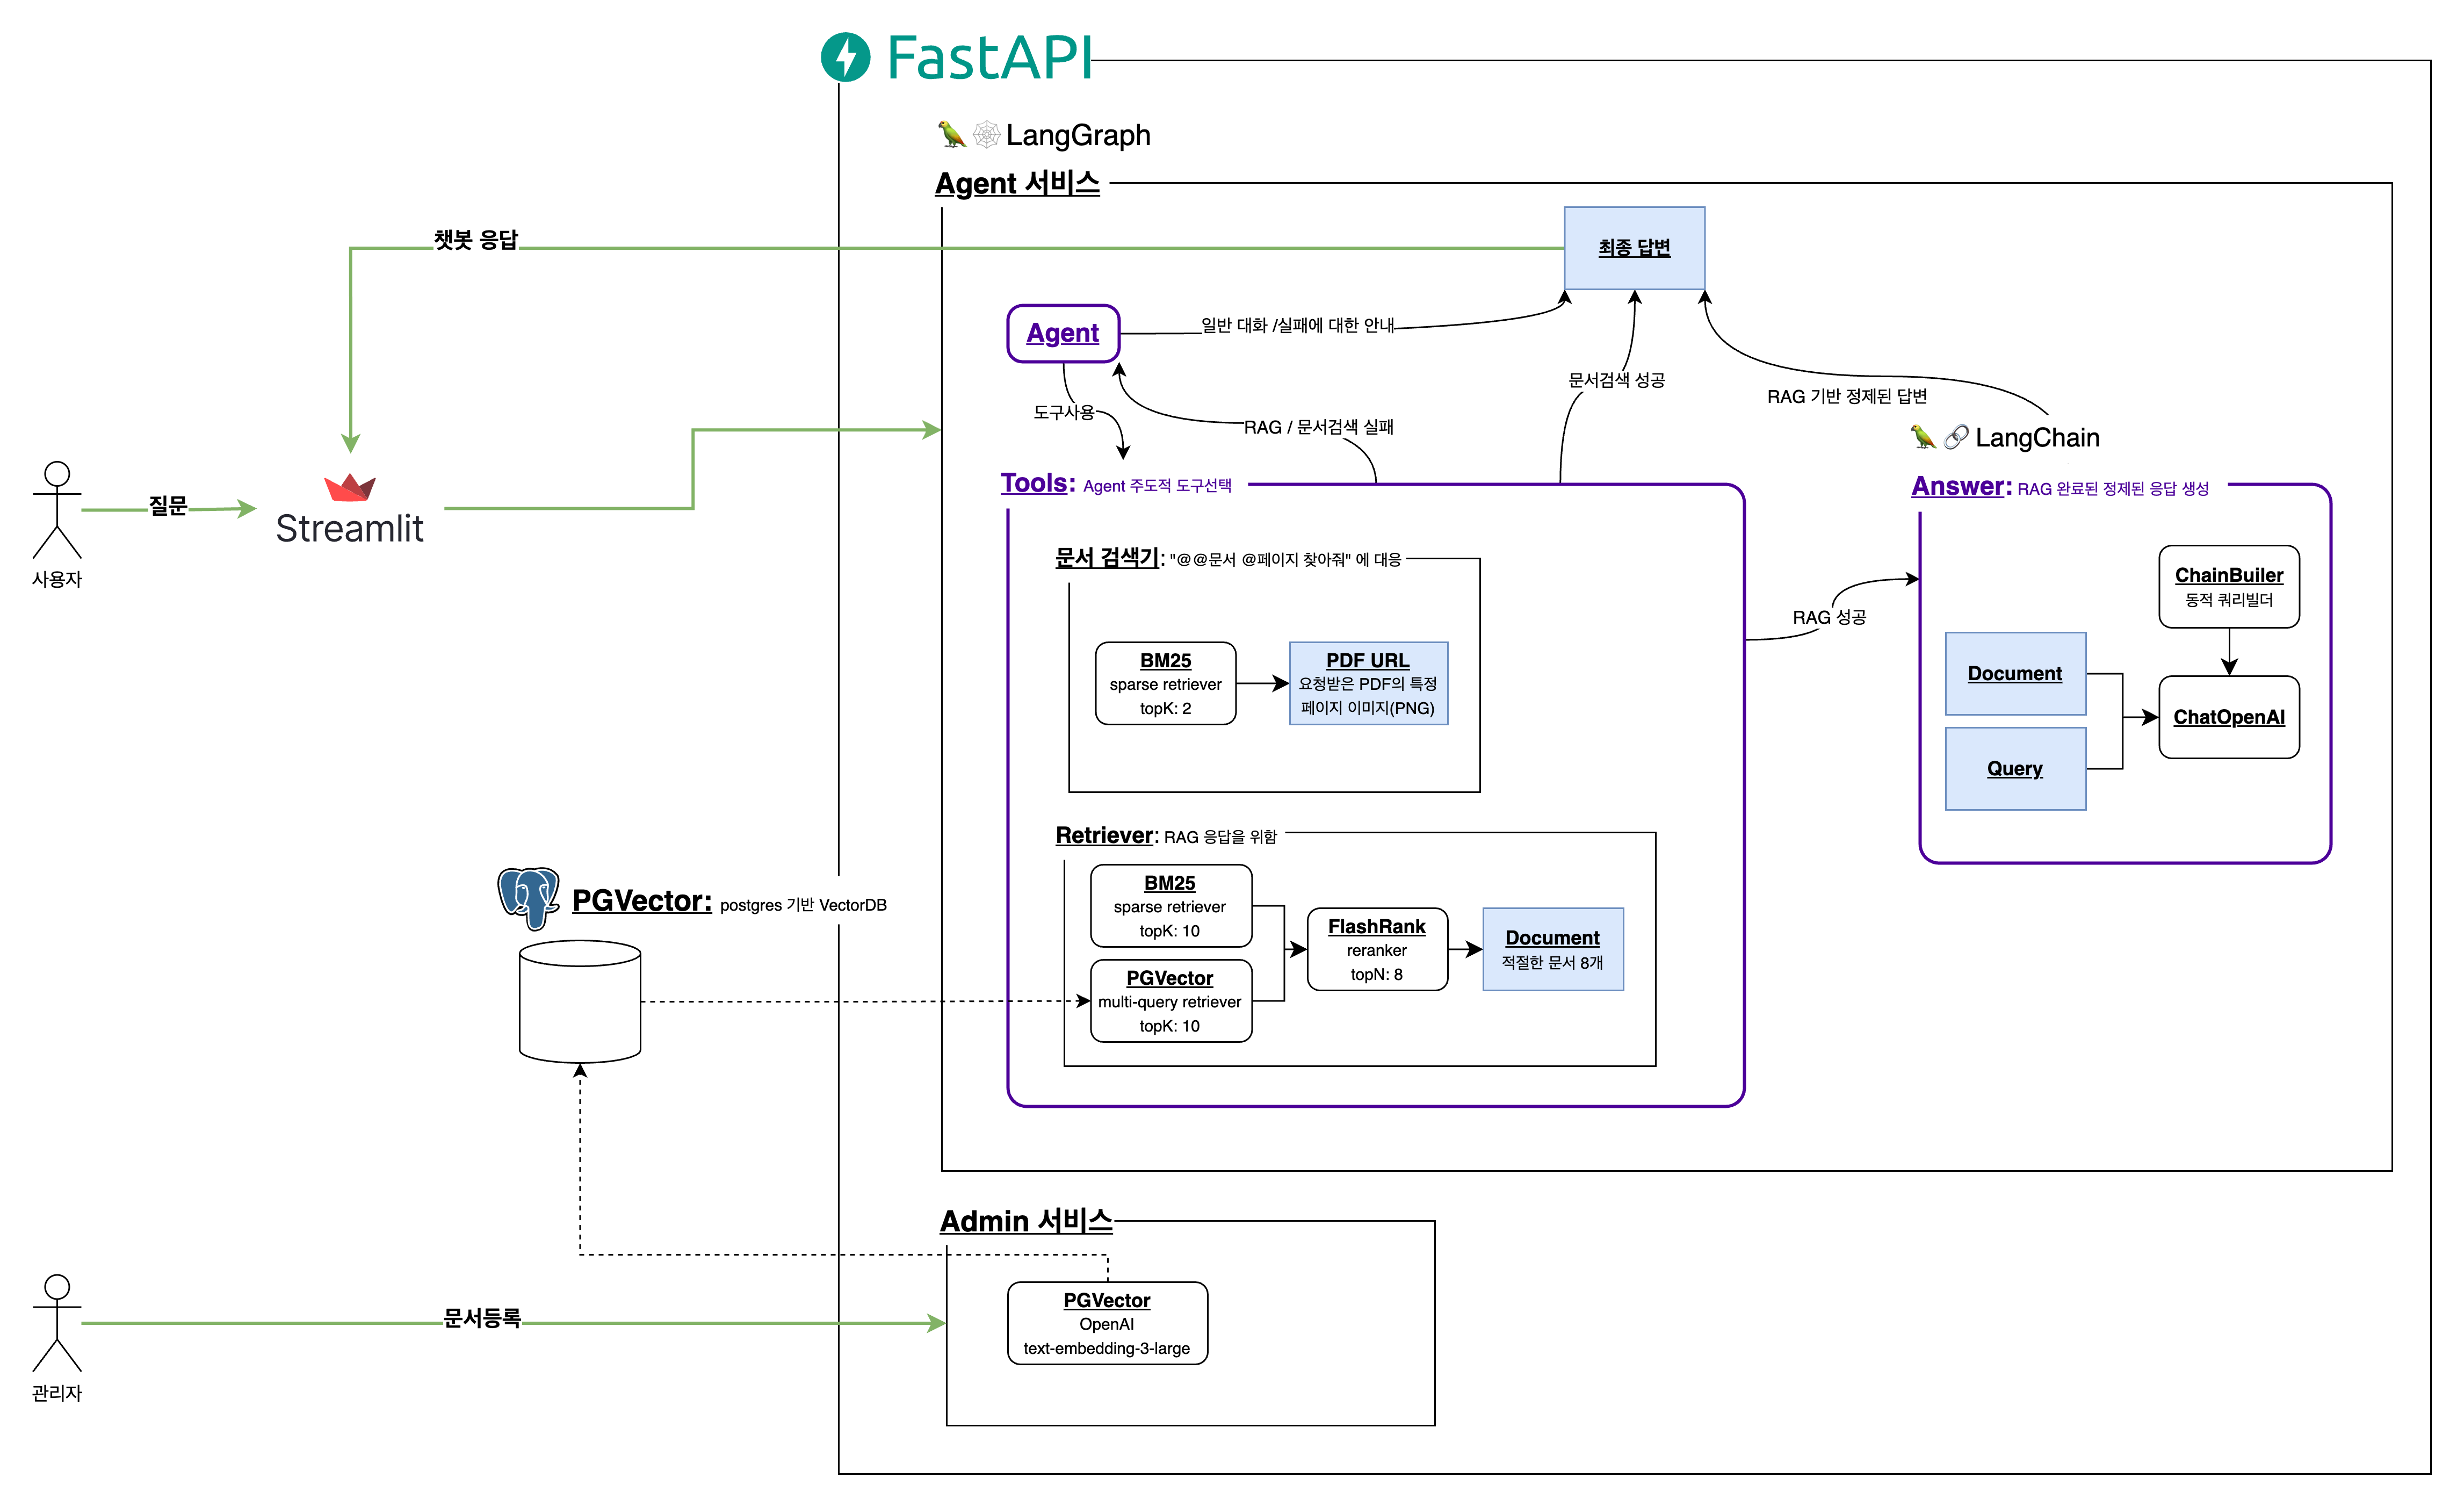 FastAPI
LangGraph
Agent 서비스
챗봇 응답
최종 답변
Agent
일반 대화 /실패에 대한 안내
도구사용
RAG / 문서검색 실패
문서검색 성공
RAG 기반 정제된 답변
LangChain
질문
Streamlit
사용자
Tools: Agent 주도적 도구선택
문서 검색기: "@@문서 @페이지 찾아줘" 에 대응
BM25
sparse retriever
topK: 2
PDF URL
요청받은 PDF의 특정
페이지 이미지(PNG)
RAG 성공
Answer: RAG 완료된 정제된 응답 생성
ChainBuiler
동적 쿼리빌더
Document
Query
ChatOpenAI
Retriever: RAG 응답을 위함
BM25
sparse retriever
topK: 10
PGVector
multi-query retriever
topK: 10
FlashRank
reranker
topN: 8
Document
적절한 문서 8개
PGVector: postgres 기반 VectorDB
Admin 서비스
PGVector
OpenAI
text-embedding-3-large
문서등록
관리자